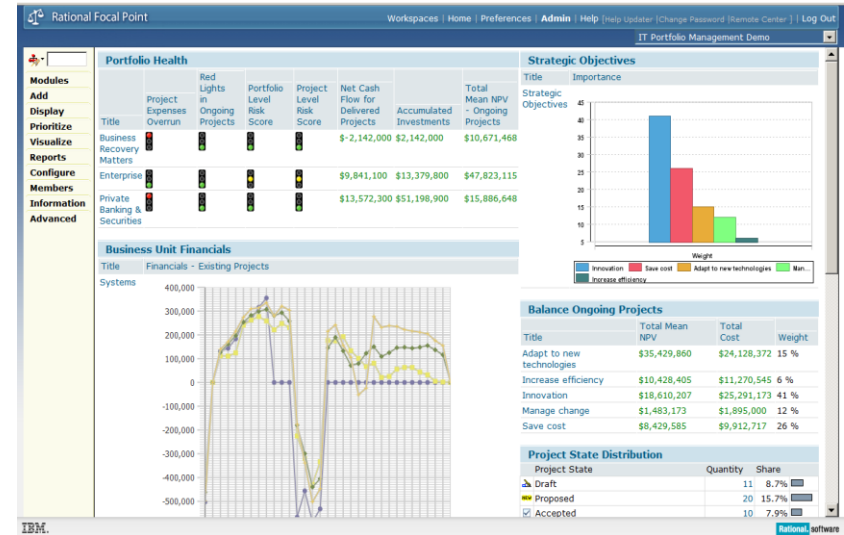 Rational Focal Point
Workspaces | Home | Preferences | Admin | Help [Help Updater |Change Password |Remote Center ] | Log Out
IT Portfolio Management Demo
Modules
Add
Display
Prioritize
Visualize
Reports
Configure
Members
Information
Advanced
Portfolio Health
Title
Project Expenses Overrun
Red Lights in Ongoing Projects
Portfolio Level Risk Score
Project Level Risk Score
Net Cash Flow for Delivered Projects
Accumulated Investments
Total Mean NPV - Ongoing Projects
Business Recovery Matters $-2,142,000 $2,142,000 $10,671,468
Enterprise $9,841,100 $13,379,800 $47,823,115
Private Banking & Securities $13,572,300 $51,198,900 $15,886,648
Business Unit Financials
Title Financials - Existing Projects
Systems
400,000
300,000
200,000
100,000
0
-100,000
-200,000
-300,000
-400,000
-500,000
Strategic Objectives
Title Importance
Strategic Objectives
45
40
35
30
25
20
15
10
5
Weight
Innovation Save cost Adapt to new technologies Man...
Increase efficiency
Balance Ongoing Projects
Title Total Mean NPV Total Cost Weight
Adapt to new technologies $35,429,860 $24,128,372 15 %
Increase efficiency $10,428,405 $11,270,545 6 %
Innovation $18,610,207 $25,291,173 41 %
Manage change $1,483,173 $1,895,000 12 %
Save cost $8,429,585 $9,912,717 26 %
Project State Distribution
Project State Quantity Share
Draft 11 8.7%
NEW Proposed 20 15.7%
Accepted 10 7.9%
IBM.
Rational. software